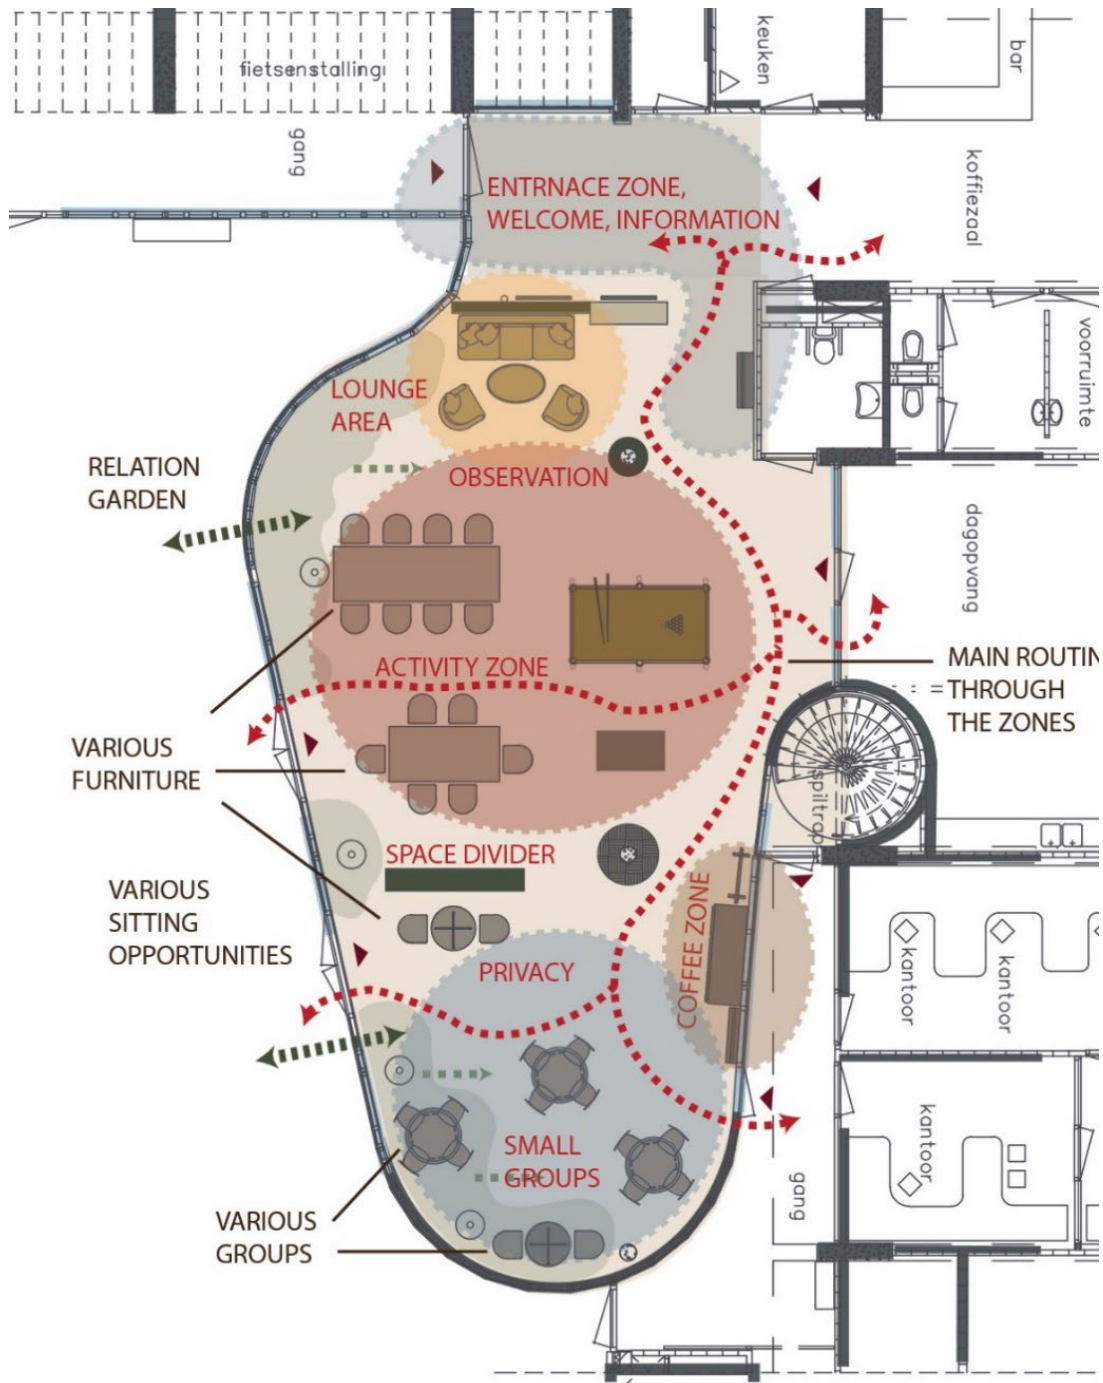 fietsenstalling
keuken
bar
gang
koffiezaal
ENTRNACE ZONE,
WELCOME, INFORMATION
voorruimte
LOUNGE
AREA
RELATION
GARDEN
OBSERVATION
dagopvang
ACTIVITY ZONE
MAIN ROUTIN
THROUGH
THE ZONES
VARIOUS
FURNITURE
spiltrap
SPACE DIVIDER
VARIOUS
SITTING
OPPORTUNITIES
COFFEE ZONE
PRIVACY
kantoor
kantoor
kantoor
SMALL
GROUPS
gang
VARIOUS
GROUPS